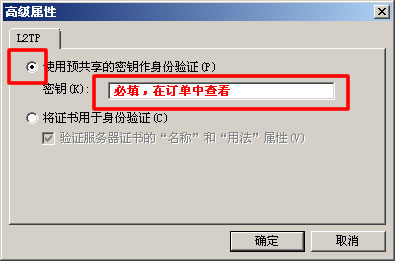 高级属性
L2TP
使用预共享的密钥作身份验证(P)
密钥(K): 必填，在订单中查看
将证书用于身份验证(C)
验证服务器证书的“名称”和“用法”属性(V)
确定 取消